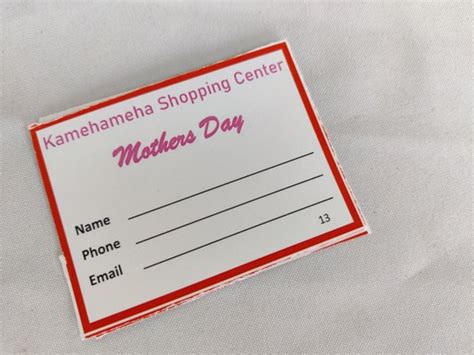 Kamehameha Shopping Center
Mothers Day
Name
Phone
Email
13